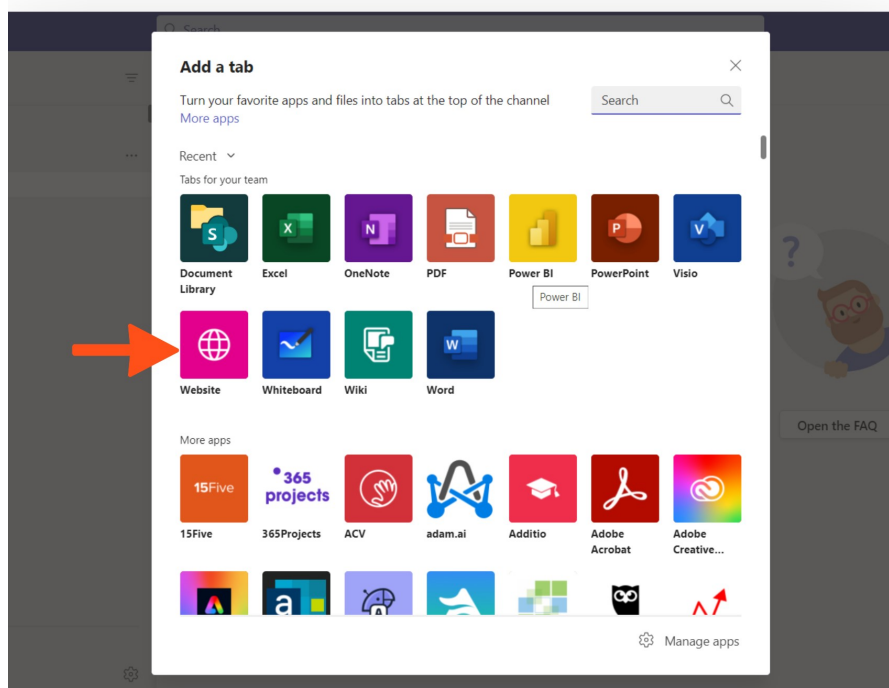 Search
Add a tab
Turn your favorite apps and files into tabs at the top of the channel
More apps
Search
Recent
Tabs for your team
S
X
N
P
V
Document
Library
Excel
OneNote
PDF
Power BI
PowerPoint
Visio
Power BI
W
Website
Whiteboard
Wiki
Word
?
Open the FAQ
More apps
15Five
365
projects
15Five
365Projects
ACV
adam.ai
Additio
Adobe
Acrobat
Adobe
Creative...
a
A
Manage apps